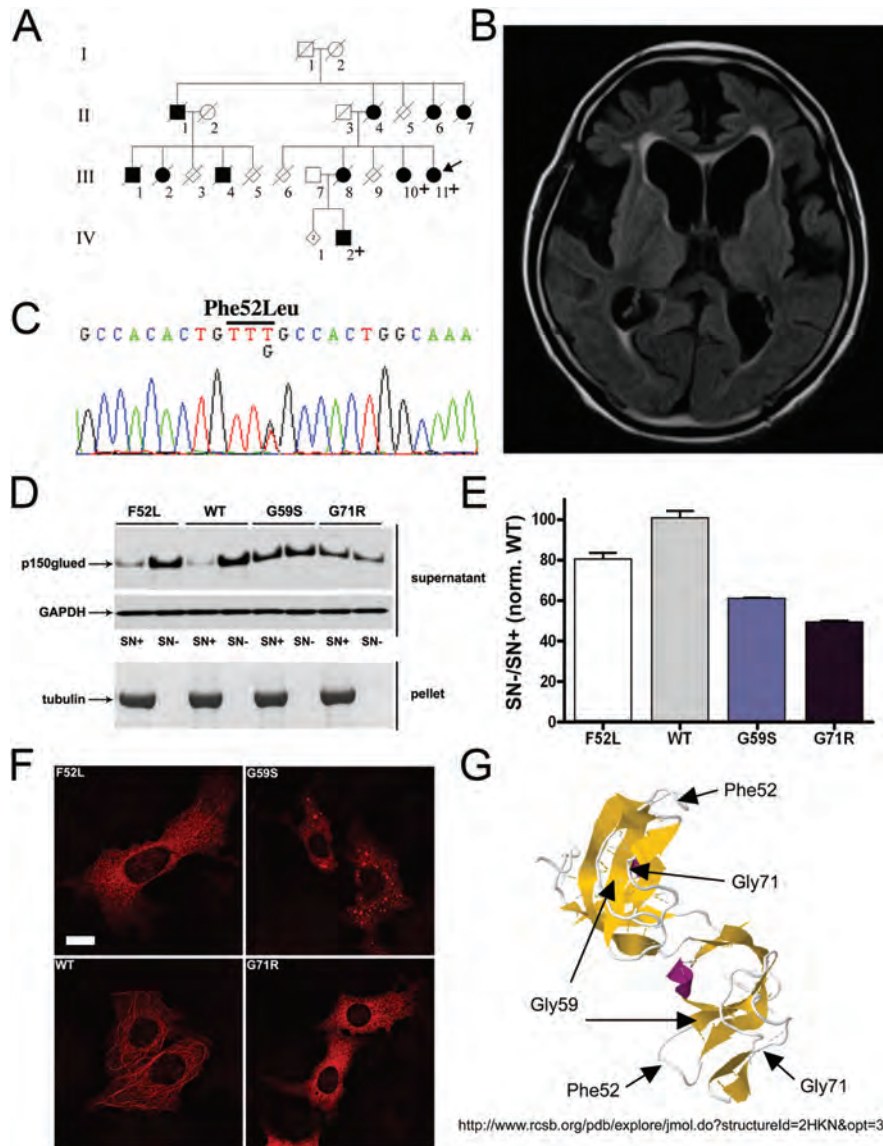 A
I
1 2
II
1 2 3 4 5 6 7
III
1 2 3 4 5 6 7 8 9 10+ 11+
IV
2
1 2+
B
C
Phe52Leu
G C C A C A C T G T T T G C C A C T G G C A A A
G
D
F52L WT G59S G71R
p150glued
supernatant
GAPDH
SN+ SN- SN+ SN- SN+ SN- SN+ SN-
tubulin
pellet
E
SN-/SN+ (norm. WT)
100
80
60
40
20
0
F52L WT G59S G71R
F
F52L
G59S
WT
G71R
G
Phe52
Gly71
Gly59
Phe52
Gly71
http://www.rcsb.org/pdb/explore/jmol.do?structureId=2HKN&opt=3